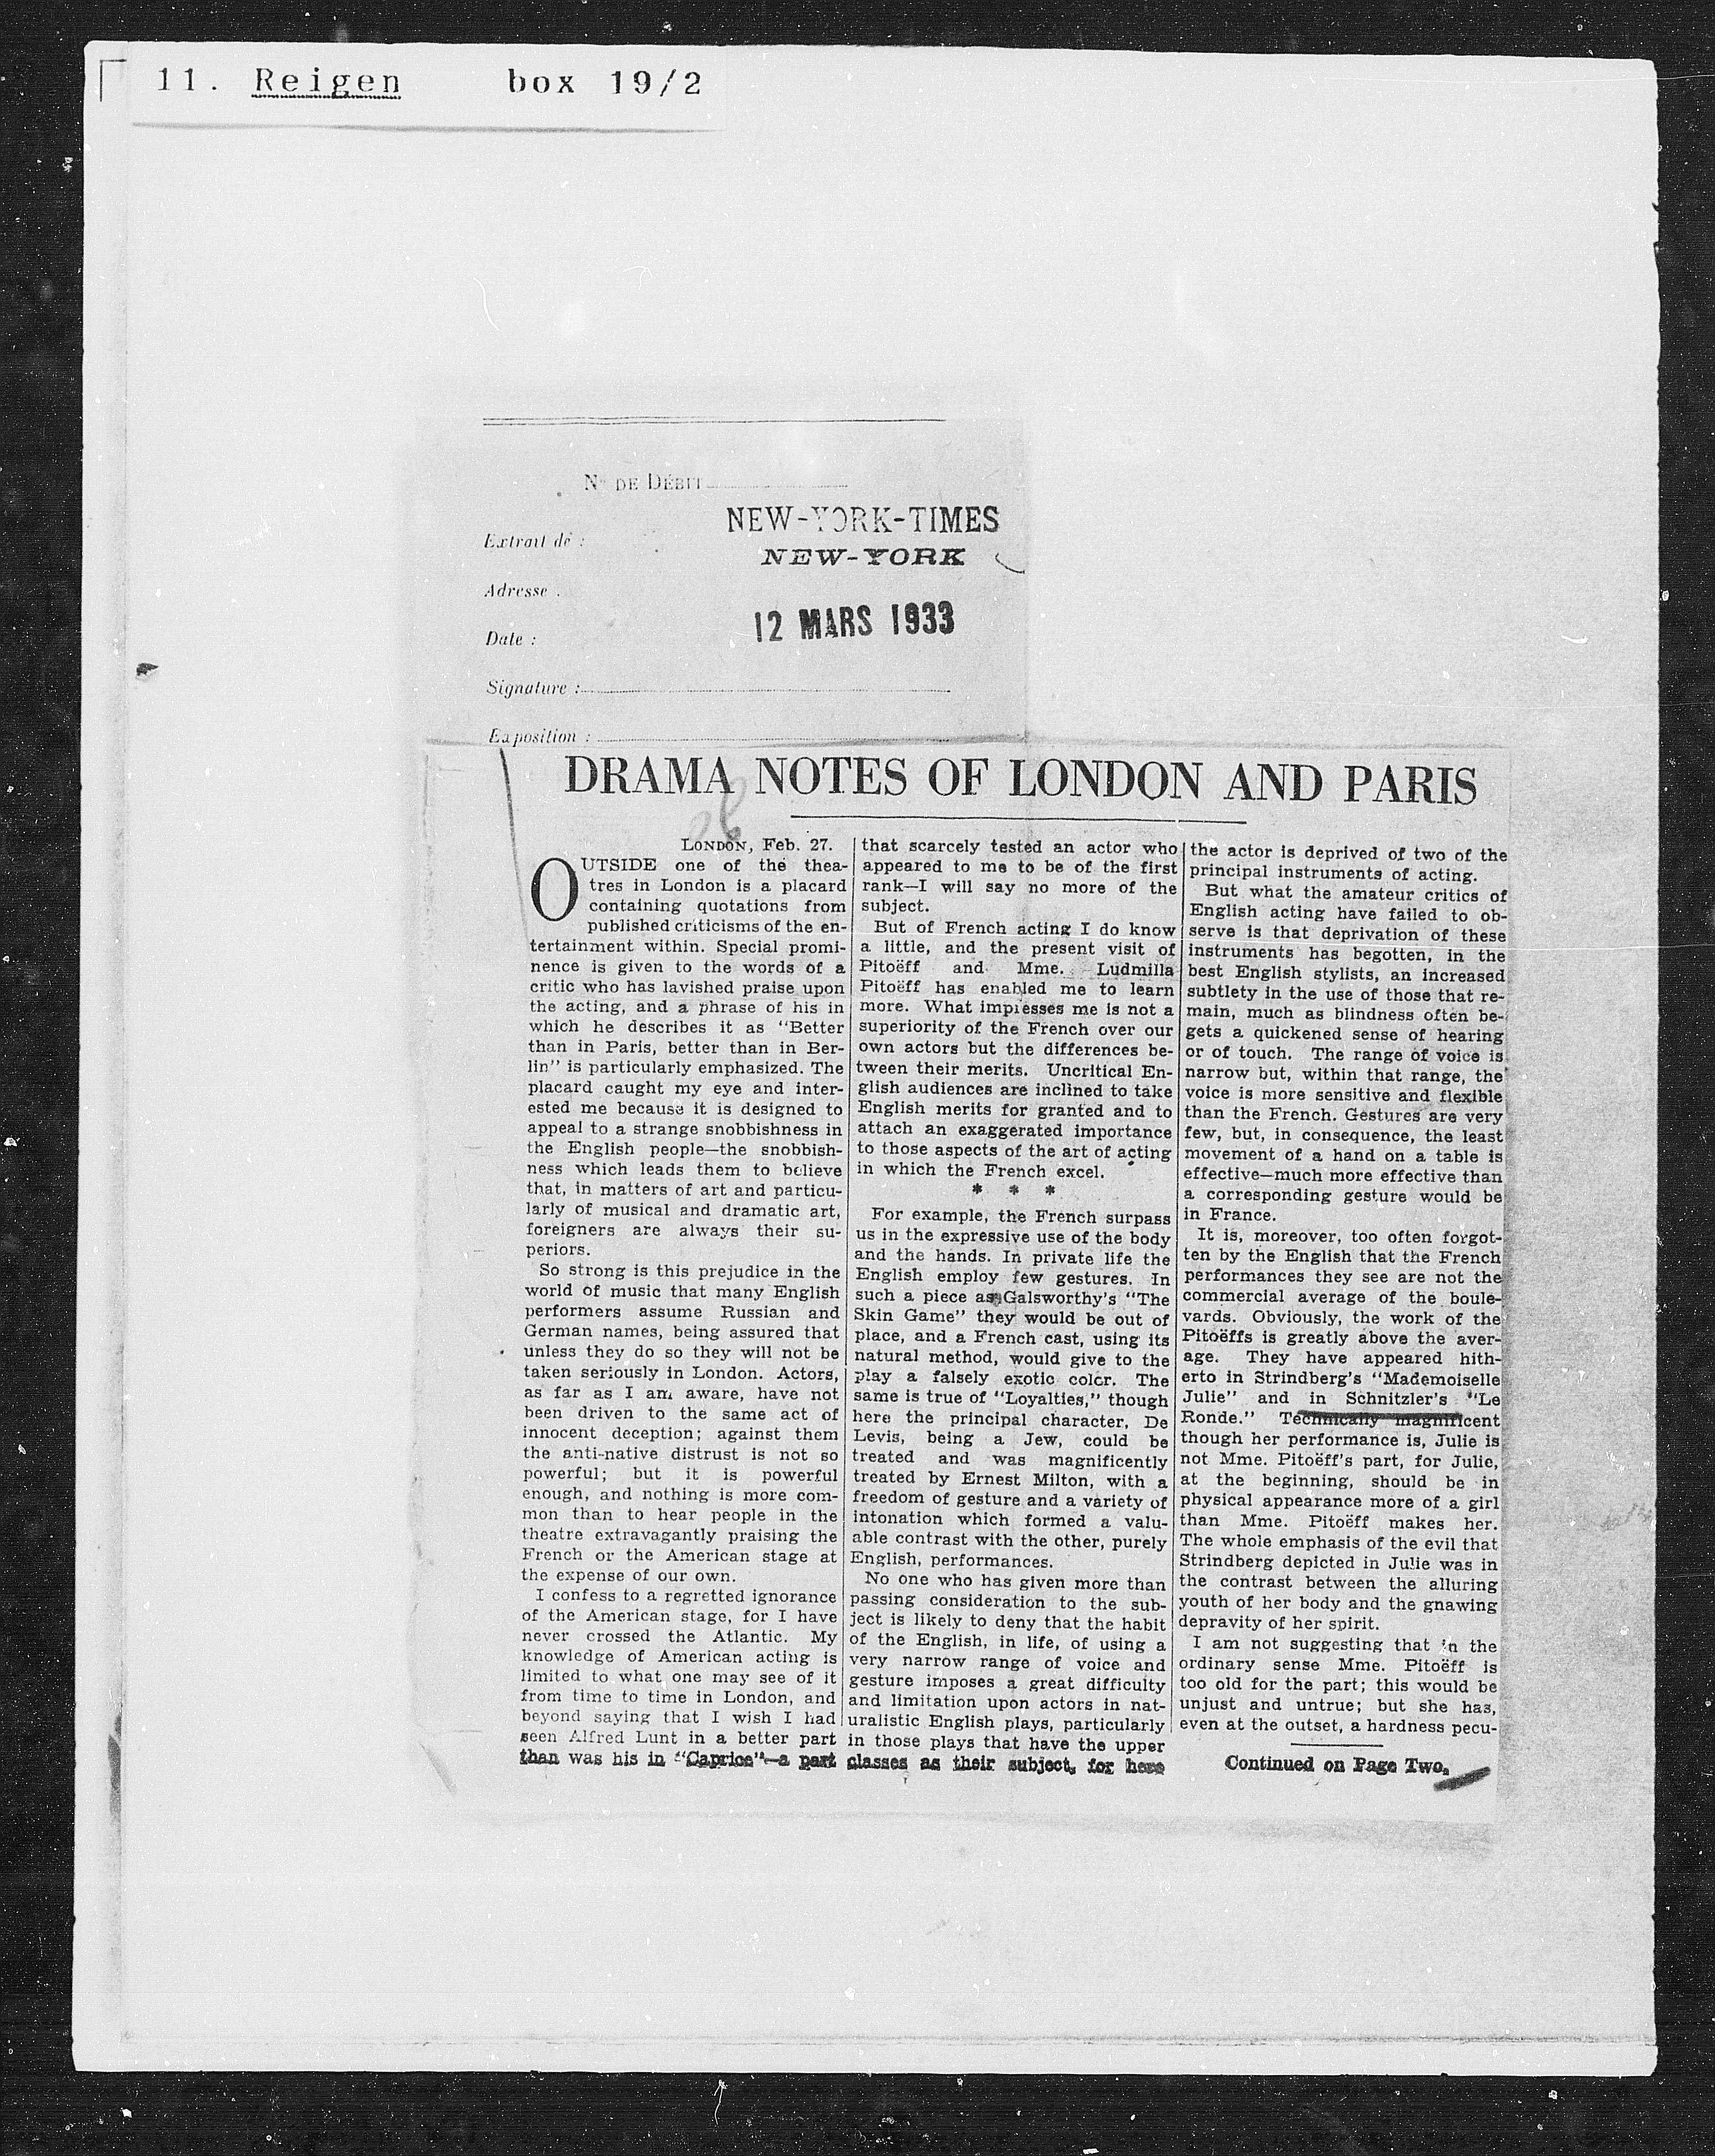 11. Reigen box 19/2
No DE DÉBIT
Extrait de :
NEW-YORK-TIMES
NEW-YORK
Adresse :
Date :
12 MARS 1933
Signature :
Exposition :
DRAMA NOTES OF LONDON AND PARIS
LONDON, Feb. 27.
OUTSIDE one of the thea-
tres in London is a placard
containing quotations from
published criticisms of the en-
tertainment within. Special promi-
nence is given to the words of a
critic who has lavished praise upon
the acting, and a phrase of his in
which he describes it as "Better
than in Paris, better than in Ber-
lin" is particularly emphasized. The
placard caught my eye and inter-
ested me because it is designed to
appeal to a strange snobbishness in
the English people—the snobbish-
ness which leads them to believe
that, in matters of art and particu-
larly of musical and dramatic art,
foreigners are always their su-
periors.
So strong is this prejudice in the
world of music that many English
performers assume Russian and
German names, being assured that
unless they do so they will not be
taken seriously in London. Actors,
as far as I am aware, have not
been driven to the same act of
innocent deception; against them
the anti-native distrust is not so
powerful; but it is powerful
enough, and nothing is more com-
mon than to hear people in the
theatre extravagantly praising the
French or the American stage at
the expense of our own.
I confess to a regretted ignorance
of the American stage, for I have
never crossed the Atlantic. My
knowledge of American acting is
limited to what one may see of it
from time to time in London, and
beyond saying that I wish I had
seen Alfred Lunt in a better part
than was his in "Caprice"—a part
that scarcely tested an actor who
appeared to me to be of the first
rank—I will say no more of the
subject.
But of French acting I do know
a little, and the present visit of
Pitoëff and Mme. Ludmilla
Pitoëff has enabled me to learn
more. What impresses me is not a
superiority of the French over our
own actors but the differences be-
tween their merits. Uncritical En-
glish audiences are inclined to take
English merits for granted and to
attach an exaggerated importance
to those aspects of the art of acting
in which the French excel.
* * *
For example, the French surpass
us in the expressive use of the body
and the hands. In private life the
English employ few gestures. In
such a piece as Galsworthy's "The
Skin Game" they would be out of
place, and a French cast, using its
natural method, would give to the
play a falsely exotic color. The
same is true of "Loyalties," though
here the principal character, De
Levis, being a Jew, could be
treated and was magnificently
treated by Ernest Milton, with a
freedom of gesture and a variety of
intonation which formed a valu-
able contrast with the other, purely
English, performances.
No one who has given more than
passing consideration to the sub-
ject is likely to deny that the habit
of the English, in life, of using a
very narrow range of voice and
gesture imposes a great difficulty
and limitation upon actors in nat-
uralistic English plays, particularly
in those plays that have the upper
classes as their subject, for here
the actor is deprived of two of the
principal instruments of acting.
But what the amateur critics of
English acting have failed to ob-
serve is that deprivation of these
instruments has begotten, in the
best English stylists, an increased
subtlety in the use of those that re-
main, much as blindness often be-
gets a quickened sense of hearing
or of touch. The range of voice is
narrow but, within that range, the
voice is more sensitive and flexible
than the French. Gestures are very
few, but, in consequence, the least
movement of a hand on a table is
effective—much more effective than
a corresponding gesture would be
in France.
It is, moreover, too often forgot-
ten by the English that the French
performances they see are not the
commercial average of the boule-
vards. Obviously, the work of the
Pitoëffs is greatly above the aver-
age. They have appeared hith-
erto in Strindberg's "Mademoiselle
Julie" and in Schnitzler's "Le
Ronde." Technically magnificent
though her performance is, Julie is
not Mme. Pitoëff's part, for Julie,
at the beginning, should be in
physical appearance more of a girl
than Mme. Pitoëff makes her.
The whole emphasis of the evil that
Strindberg depicted in Julie was in
the contrast between the alluring
youth of her body and the gnawing
depravity of her spirit.
I am not suggesting that in the
ordinary sense Mme. Pitoëff is
too old for the part; this would be
unjust and untrue; but she has,
even at the outset, a hardness pecu-
Continued on Page Two.